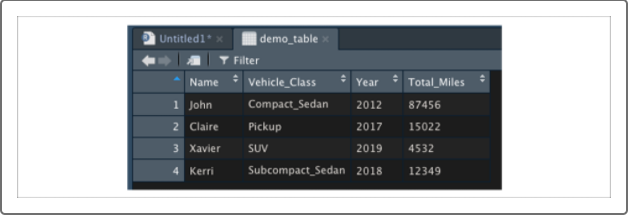 Untitled1* × demo_table ×
Filter
Name Vehicle_Class Year Total_Miles
1 John Compact_Sedan 2012 87456
2 Claire Pickup 2017 15022
3 Xavier SUV 2019 4532
4 Kerri Subcompact_Sedan 2018 12349